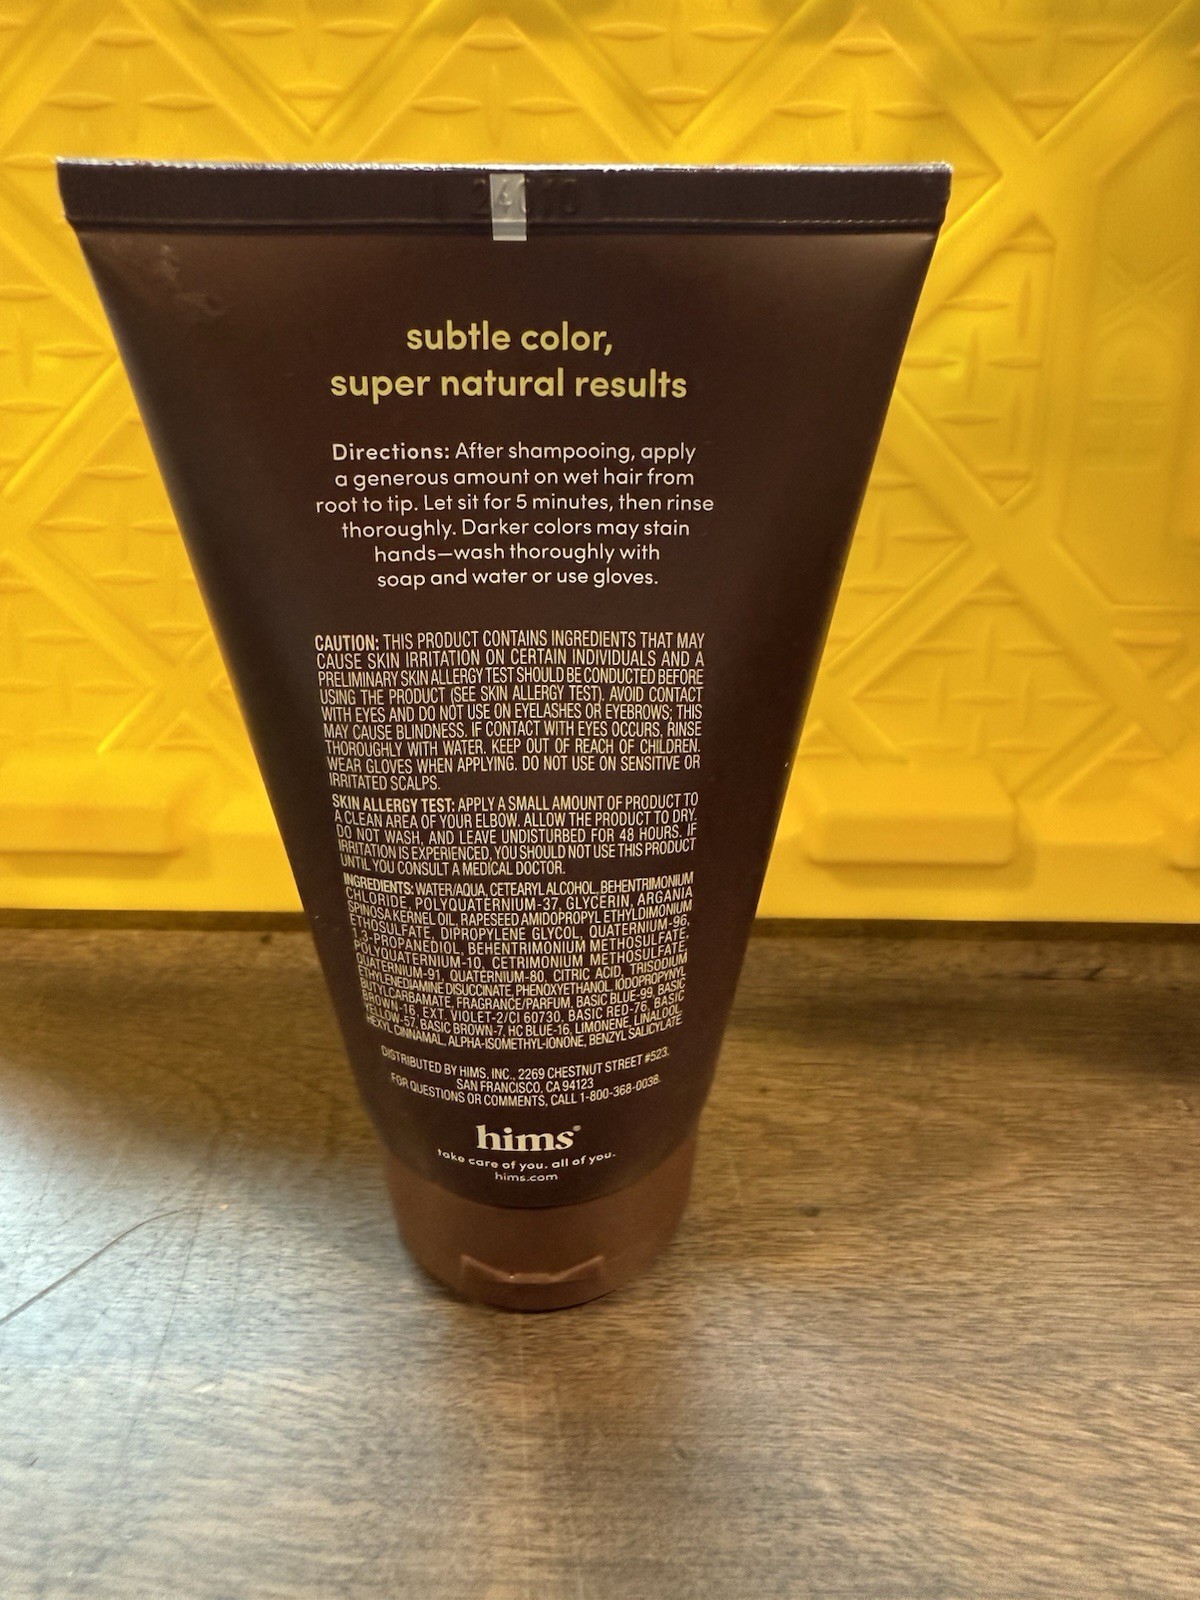 subtle color,
super natural results
Directions: After shampooing, apply
a generous amount on wet hair from
root to tip. Let sit for 5 minutes, then rinse
thoroughly. Darker colors may stain
hands—wash thoroughly with
soap and water or use gloves.
CAUTION: THIS PRODUCT CONTAINS INGREDIENTS THAT MAY
CAUSE SKIN IRRITATION ON CERTAIN INDIVIDUALS AND A
PRELIMINARY SKIN ALLERGY TEST SHOULD BE CONDUCTED BEFORE
USING THE PRODUCT (SEE SKIN ALLERGY TEST). AVOID CONTACT
WITH EYES AND DO NOT USE ON EYELASHES OR EYEBROWS; THIS
MAY CAUSE BLINDNESS. IF CONTACT WITH EYES OCCURS, RINSE
THOROUGHLY WITH WATER. KEEP OUT OF REACH OF CHILDREN.
WEAR GLOVES WHEN APPLYING. DO NOT USE ON SENSITIVE OR
IRRITATED SCALPS.
SKIN ALLERGY TEST: APPLY A SMALL AMOUNT OF PRODUCT TO
A CLEAN AREA OF YOUR ELBOW. ALLOW THE PRODUCT TO DRY.
DO NOT WASH, AND LEAVE UNDISTURBED FOR 48 HOURS. IF
IRRITATION IS EXPERIENCED, YOU SHOULD NOT USE THIS PRODUCT
UNTIL YOU CONSULT A MEDICAL DOCTOR.
INGREDIENTS: WATER/AQUA, CETEARYL ALCOHOL, BEHENTRIMONIUM
CHLORIDE, POLYQUATERNIUM-37, GLYCERIN, ARGANIA
SPINOSA KERNEL OIL, RAPESEED AMIDOPROPYL ETHYLDIMONIUM
ETHOSULFATE, DIPROPYLENE GLYCOL, QUATERNIUM-96,
1,3-PROPANEDIOL, BEHENTRIMONIUM METHOSULFATE,
POLYQUATERNIUM-10, CETRIMONIUM METHOSULFATE,
QUATERNIUM-91, QUATERNIUM-80, CITRIC ACID, TRISODIUM
ETHYLENEDIAMINE DISUCCINATE, PHENOXYETHANOL, IODOPROPYNYL
BUTYLCARBAMATE, FRAGRANCE/PARFUM, BASIC BLUE-99, BASIC
BROWN-16, EXT. VIOLET-2/CI 60730, BASIC RED-76, BASIC
YELLOW-57, BASIC BROWN-7, HC BLUE-16, LIMONENE, LINALOOL,
HEXYL CINNAMAL, ALPHA-ISOMETHYL-IONONE, BENZYL SALICYLATE.
DISTRIBUTED BY HIMS, INC., 2269 CHESTNUT STREET #523,
SAN FRANCISCO, CA 94123
FOR QUESTIONS OR COMMENTS, CALL 1-800-368-0038.
hims®
take care of you. all of you.
hims.com